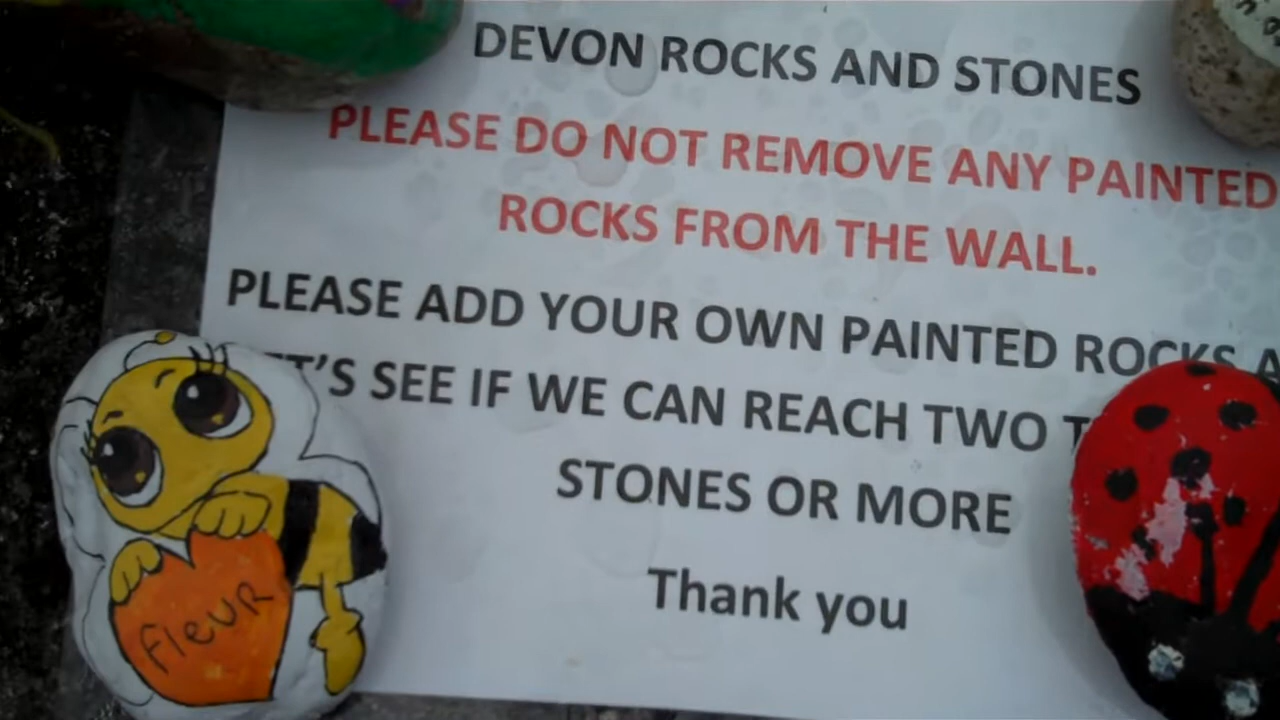 DEVON ROCKS AND STONES
PLEASE DO NOT REMOVE ANY PAINTED
ROCKS FROM THE WALL.
PLEASE ADD YOUR OWN PAINTED ROCKS
'S SEE IF WE CAN REACH TWO
STONES OR MORE
Thank you
fleuR